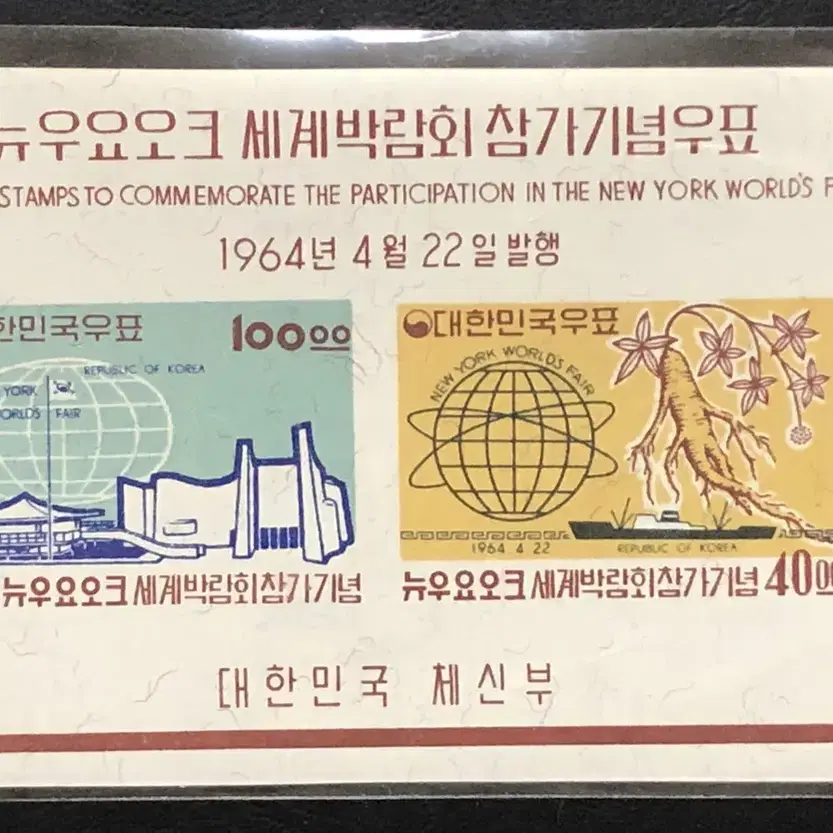 뉴우요오크 세계박람회 참가기념우표
STAMPS TO COMMEMORATE THE PARTICIPATION IN THE NEW YORK WORLD'S F
1964년 4월 22일 발행
한민국우표 100 00
REPUBLIC OF KOREA
YORK
WORLDS FAIR
뉴우요오크 세계박람회참가기념
대한민국우표
NEW YORK WORLD'S FAIR
1964 4 22 REPUBLIC OF KOREA
뉴우요오크 세계박람회참가기념 40 00
대한민국 체신부